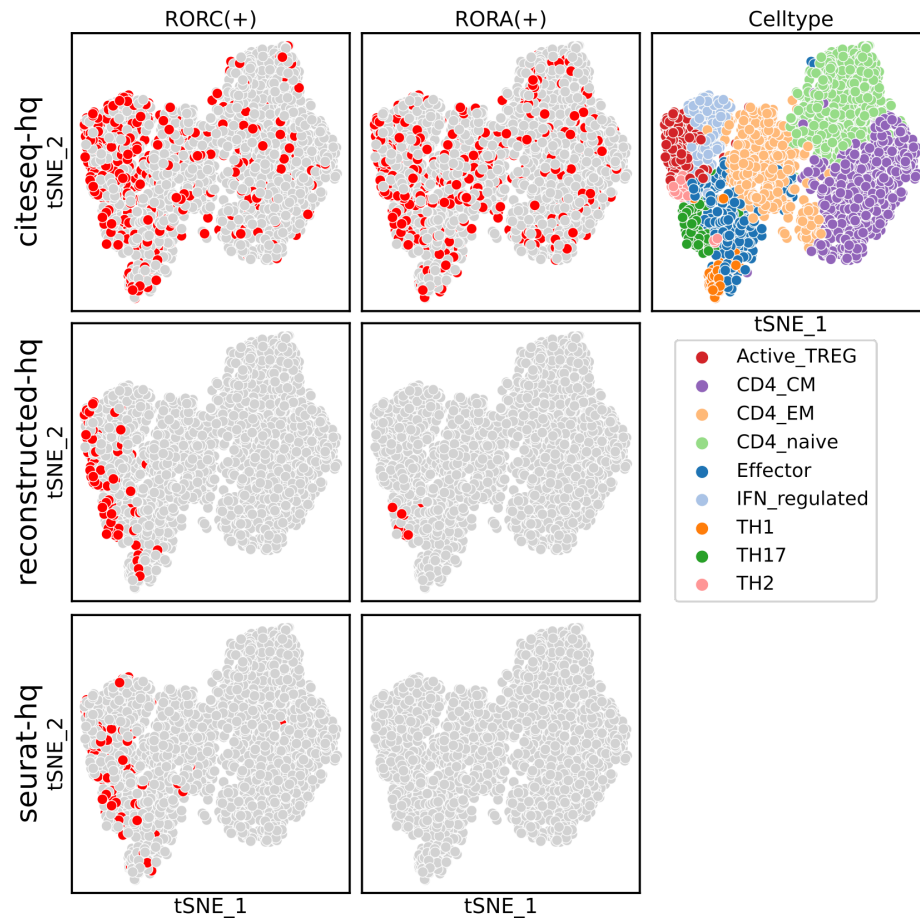 RORC(+)
RORA(+)
Celltype
citeseq-hq
tSNE_2
tSNE_1
reconstructed-hq
tSNE_2
Active_TREG
CD4_CM
CD4_EM
CD4_naive
Effector
IFN_regulated
TH1
TH17
TH2
seurat-hq
tSNE_2
tSNE_1
tSNE_1